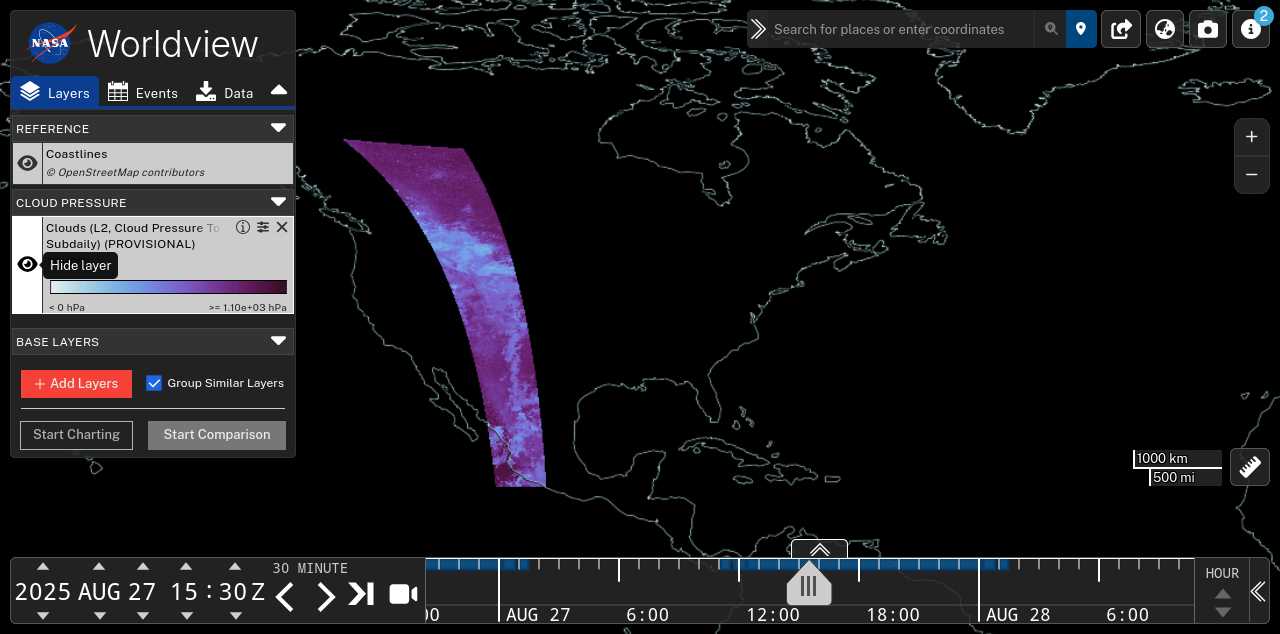 NASA
Worldview
Layers
Events
Data
REFERENCE
Coastlines
© OpenStreetMap contributors
CLOUD PRESSURE
Clouds (L2, Cloud Pressure To
Subdaily) (PROVISIONAL)
Hide layer
< 0 hPa
>= 1.10e+03 hPa
BASE LAYERS
+ Add Layers
Group Similar Layers
Start Charting
Start Comparison
Search for places or enter coordinates
2
+
−
1000 km
500 mi
2025 AUG 27 15 : 30 Z
30 MINUTE
00
AUG 27
6:00
12:00
18:00
AUG 28
6:00
HOUR